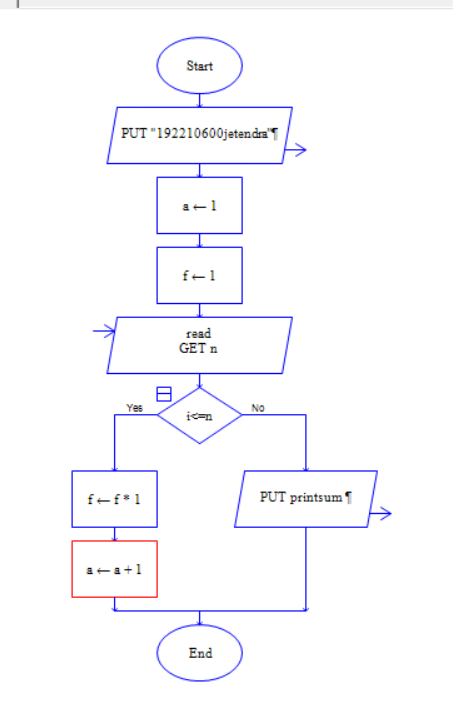 Start
PUT "192210600jetendra"¶
a ← 1
f ← 1
read
GET n
i<=n
Yes
No
f ← f * 1
PUT printsum ¶
a ← a + 1
End